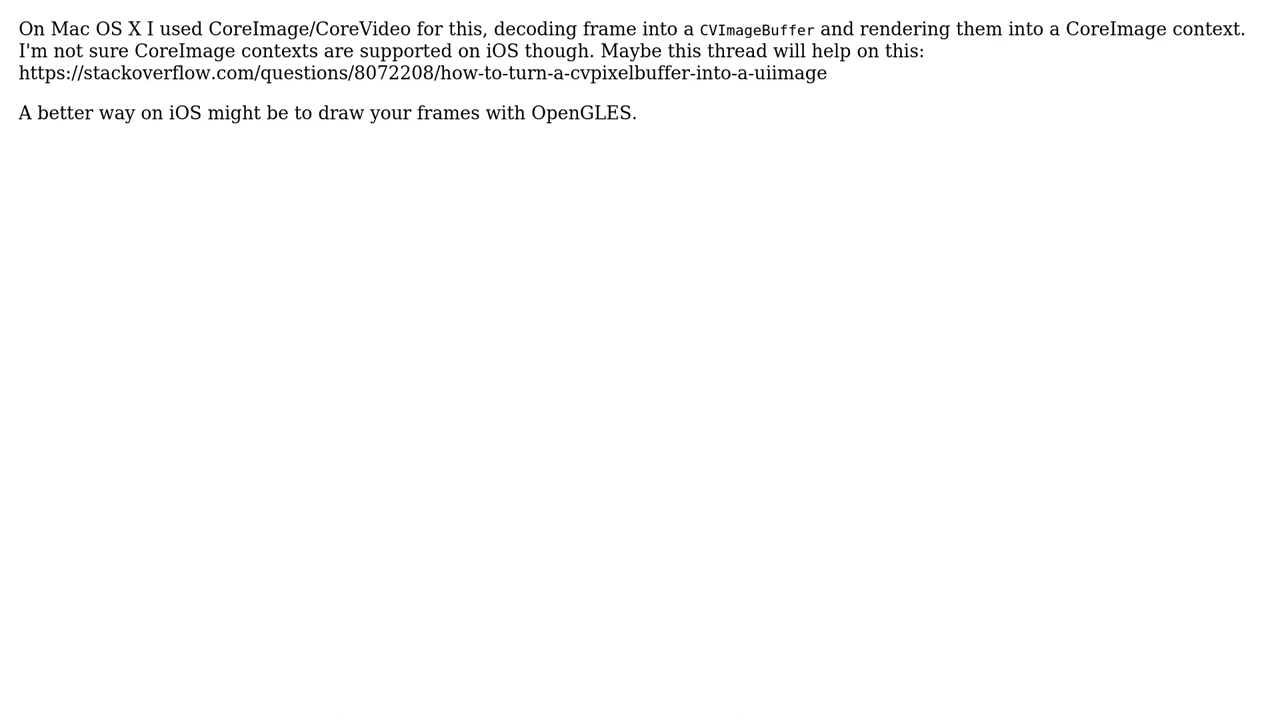 On Mac OS X I used CoreImage/CoreVideo for this, decoding frame into a CVImageBuffer and rendering them into a CoreImage context.
I'm not sure CoreImage contexts are supported on iOS though. Maybe this thread will help on this:
https://stackoverflow.com/questions/8072208/how-to-turn-a-cvpixelbuffer-into-a-uiimage
A better way on iOS might be to draw your frames with OpenGLES.